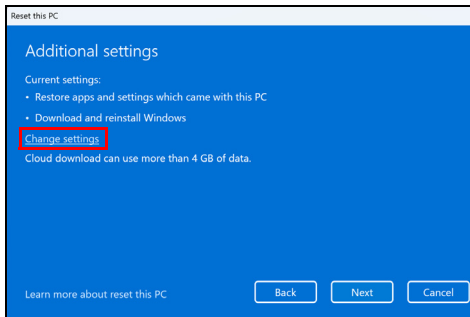 Reset this PC
Additional settings
Current settings:
• Restore apps and settings which came with this PC
• Download and reinstall Windows
Change settings
Cloud download can use more than 4 GB of data.
Learn more about reset this PC
Back
Next
Cancel